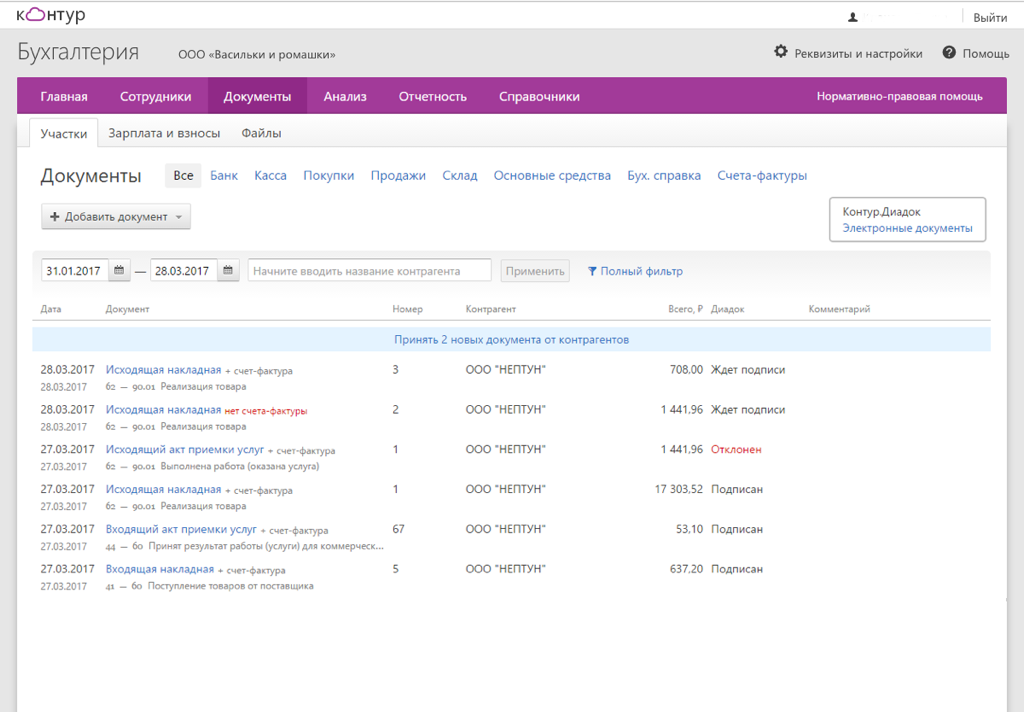 контур
Выйти
Бухгалтерия
ООО «Васильки и ромашки»
Реквизиты и настройки
Помощь
Главная Сотрудники Документы Анализ Отчетность Справочники Нормативно-правовая помощь
Участки Зарплата и взносы Файлы
Документы Все Банк Касса Покупки Продажи Склад Основные средства Бух. справка Счета-фактуры
+ Добавить документ
Контур.Диадок
Электронные документы
31.01.2017 — 28.03.2017 Начните вводить название контрагента Применить Полный фильтр
Дата Документ Номер Контрагент Всего, ₽ Диадок Комментарий
Принять 2 новых документа от контрагентов
28.03.2017 Исходящая накладная + счет-фактура 3 ООО "НЕПТУН" 708,00 Ждет подписи
28.03.2017 62 — 90.01 Реализация товара
28.03.2017 Исходящая накладная нет счета-фактуры 2 ООО "НЕПТУН" 1 441,96 Ждет подписи
28.03.2017 62 — 90.01 Реализация товара
27.03.2017 Исходящий акт приемки услуг + счет-фактура 1 ООО "НЕПТУН" 1 441,96 Отклонен
27.03.2017 62 — 90.01 Выполнена работа (оказана услуга)
27.03.2017 Исходящая накладная + счет-фактура 1 ООО "НЕПТУН" 17 303,52 Подписан
27.03.2017 62 — 90.01 Реализация товара
27.03.2017 Входящий акт приемки услуг + счет-фактура 67 ООО "НЕПТУН" 53,10 Подписан
27.03.2017 44 — 60 Принят результат работы (услуги) для коммерческ...
27.03.2017 Входящая накладная + счет-фактура 5 ООО "НЕПТУН" 637,20 Подписан
27.03.2017 41 — 60 Поступление товаров от поставщика